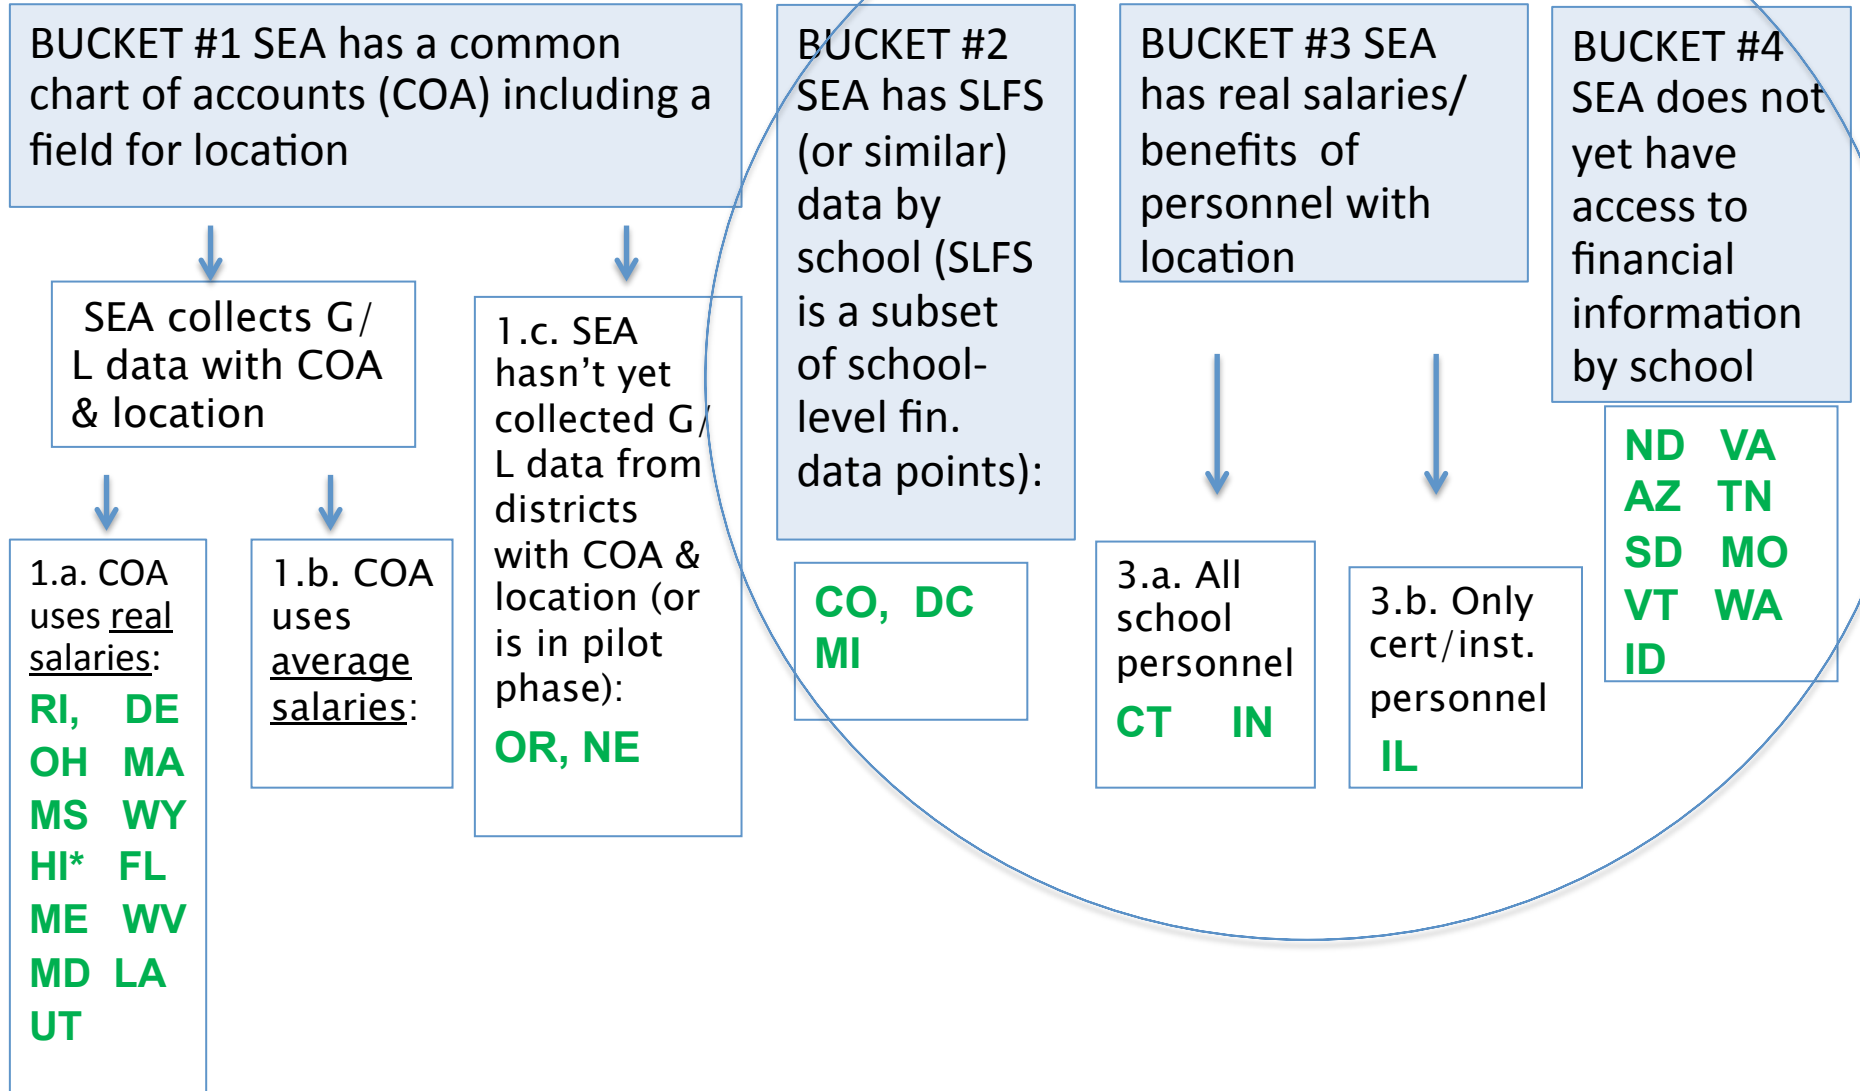 BUCKET #1 SEA has a common
chart of accounts (COA) including a
field for location
SEA collects G/
L data with COA
& location
1.a. COA
uses real
salaries:
RI, DE
OH MA
MS WY
HI* FL
ME WV
MD LA
UT
1.b. COA
uses
average
salaries:
1.c. SEA
hasn’t yet
collected G/
L data from
districts
with COA &
location (or
is in pilot
phase):
OR, NE
BUCKET #2
SEA has SLFS
(or similar)
data by
school (SLFS
is a subset
of school-
level fin.
data points):
CO, DC
MI
BUCKET #3 SEA
has real salaries/
benefits of
personnel with
location
3.a. All
school
personnel
CT IN
3.b. Only
cert/inst.
personnel
IL
BUCKET #4
SEA does not
yet have
access to
financial
information
by school
ND VA
AZ TN
SD MO
VT WA
ID